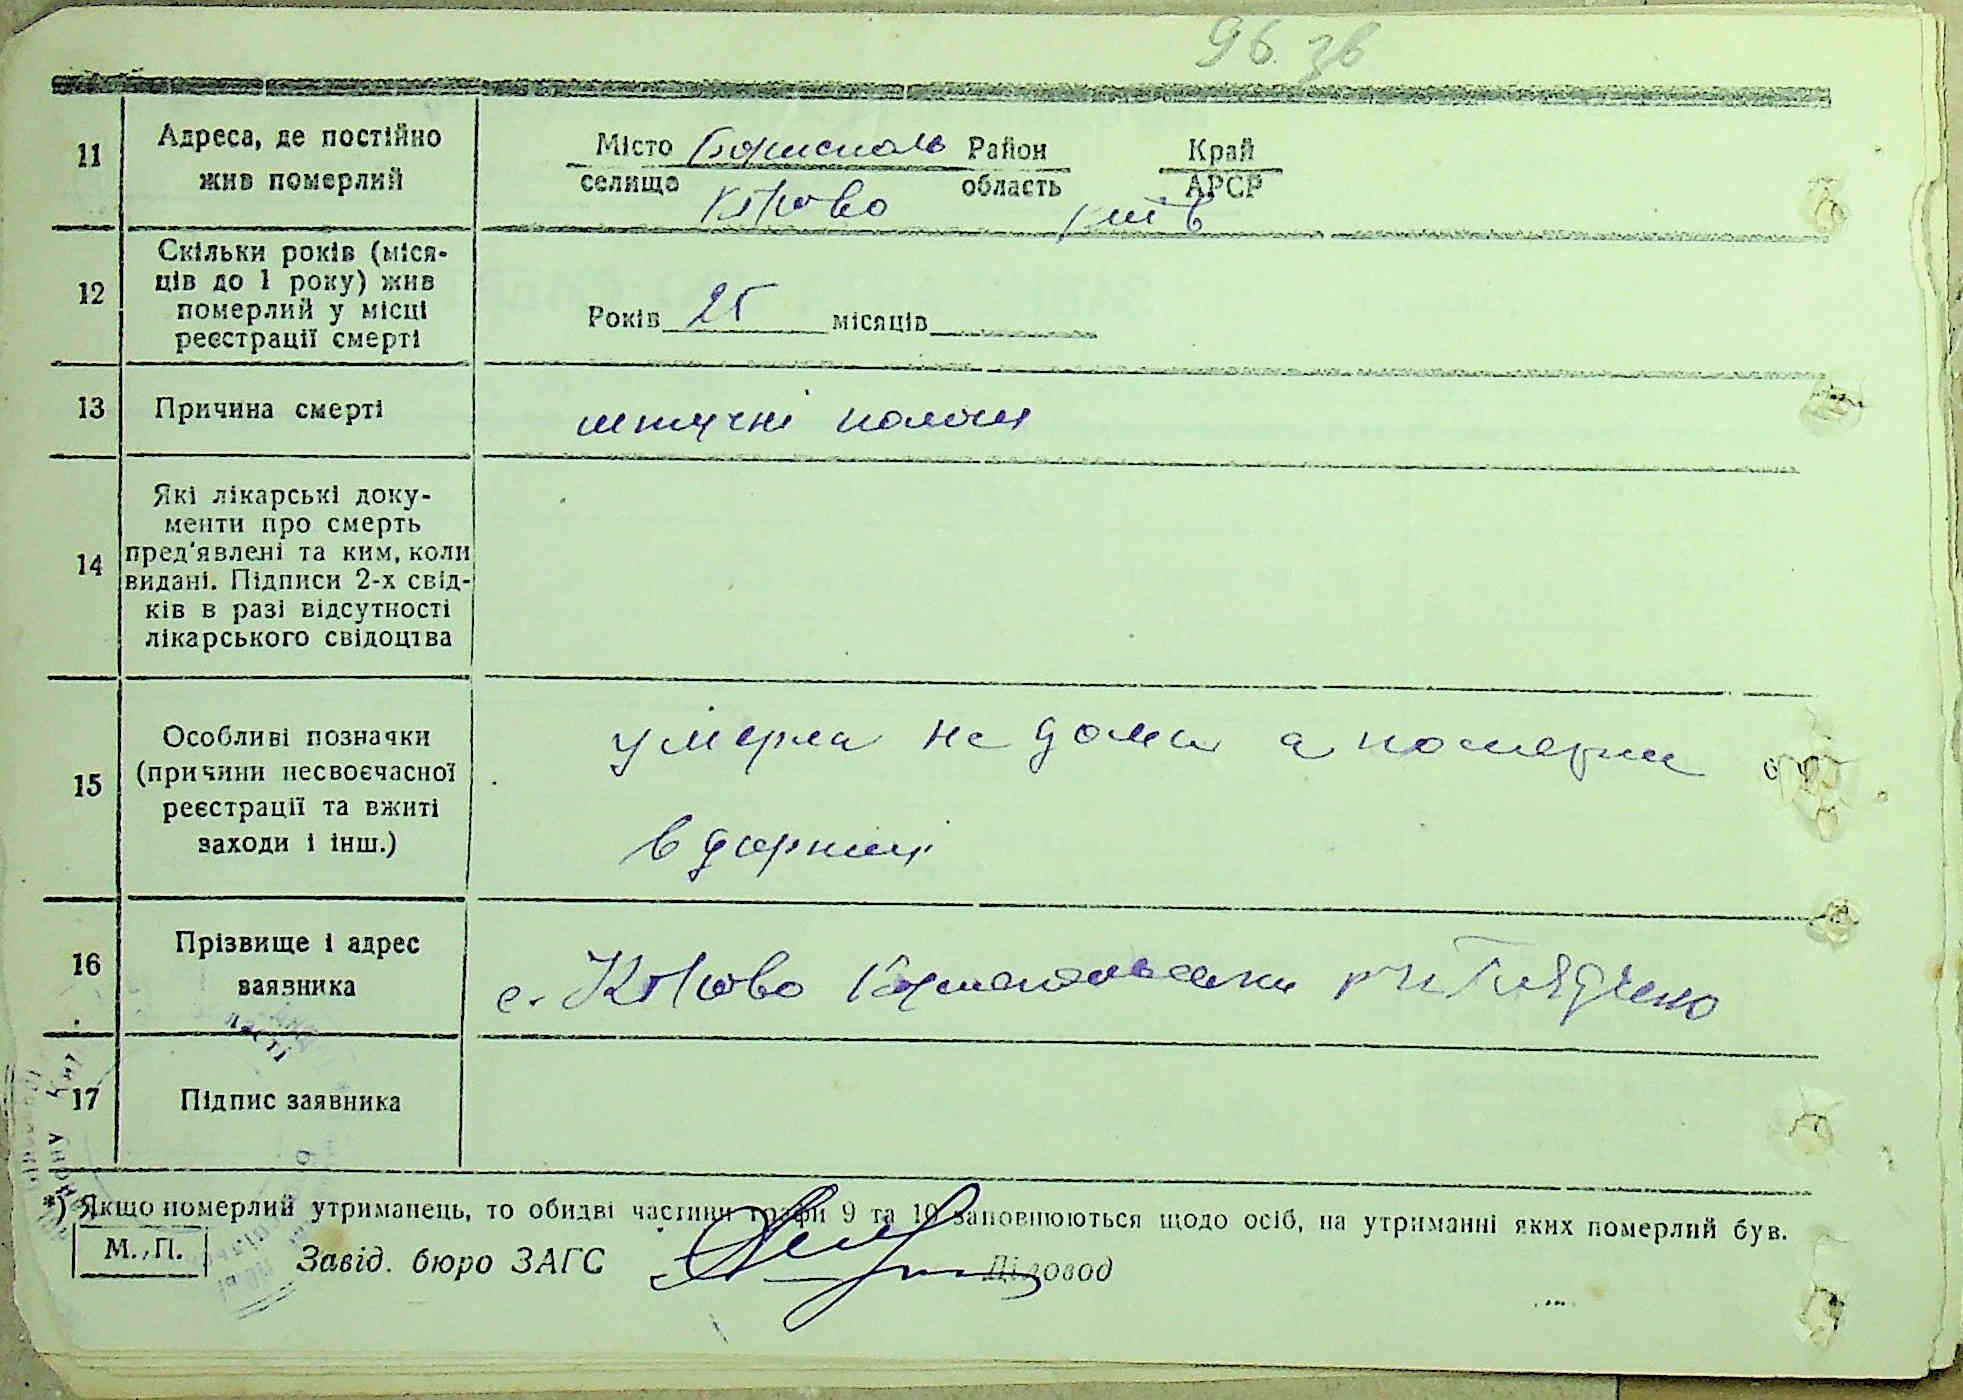 96 зв
11
Адреса, де постійно
жив померлий
Місто Борисполь Район Край
селище область АРСР
Київ
12
Скільки років (міся-
ців до 1 року) жив
померлий у місці
реєстрації смерті
Років 25 місяців
13
Причина смерті
штучні пологи
14
Які лікарські доку-
менти про смерть
пред'явлені та ким, коли
видані. Підписи 2-х свід-
ків в разі відсутності
лікарського свідоцтва
15
Особливі позначки
(причини несвоєчасної
реєстрації та вжиті
заходи і інш.)
умерла не дома а померла
в дарниці
16
Прізвище і адрес
заявника
с.
17
Підпис заявника
*) Якщо померлий утриманець, то обидві частини графи 9 та 10 заповнюються щодо осіб, на утриманні яких померлий був.
М. П.
Завід. бюро ЗАГС Діловод